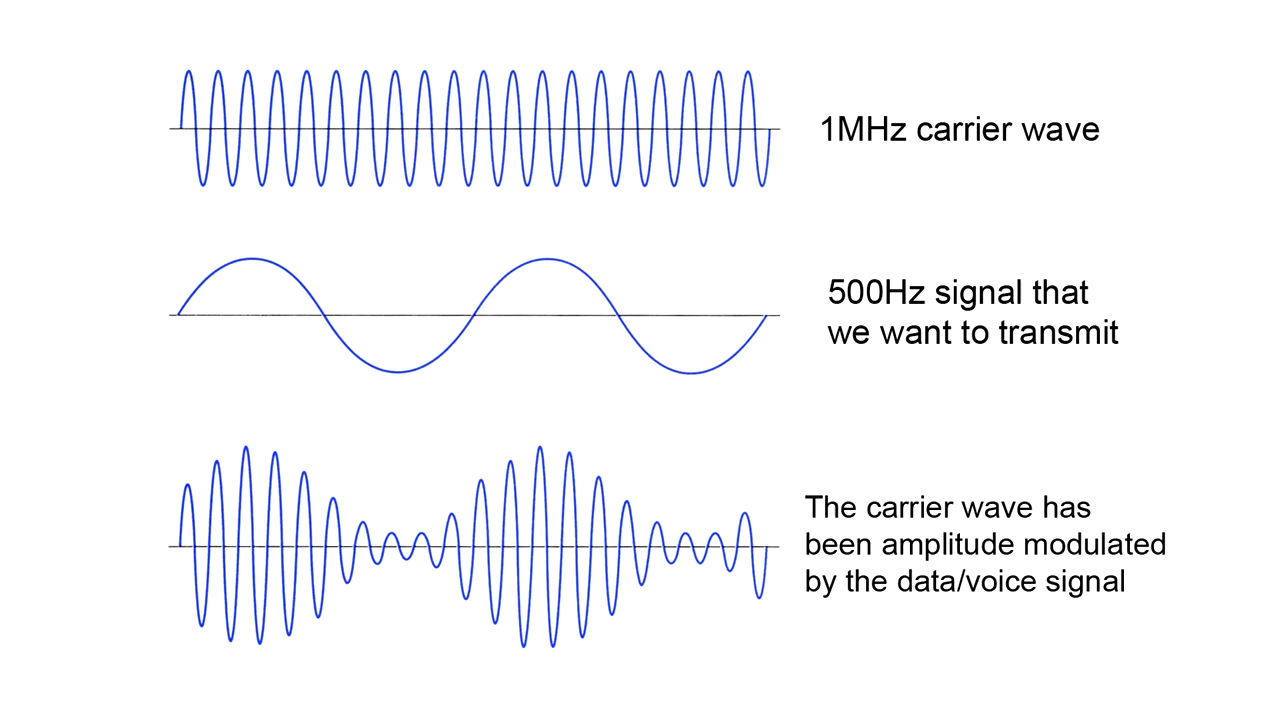 1MHz carrier wave
500Hz signal that
we want to transmit
The carrier wave has
been amplitude modulated
by the data/voice signal